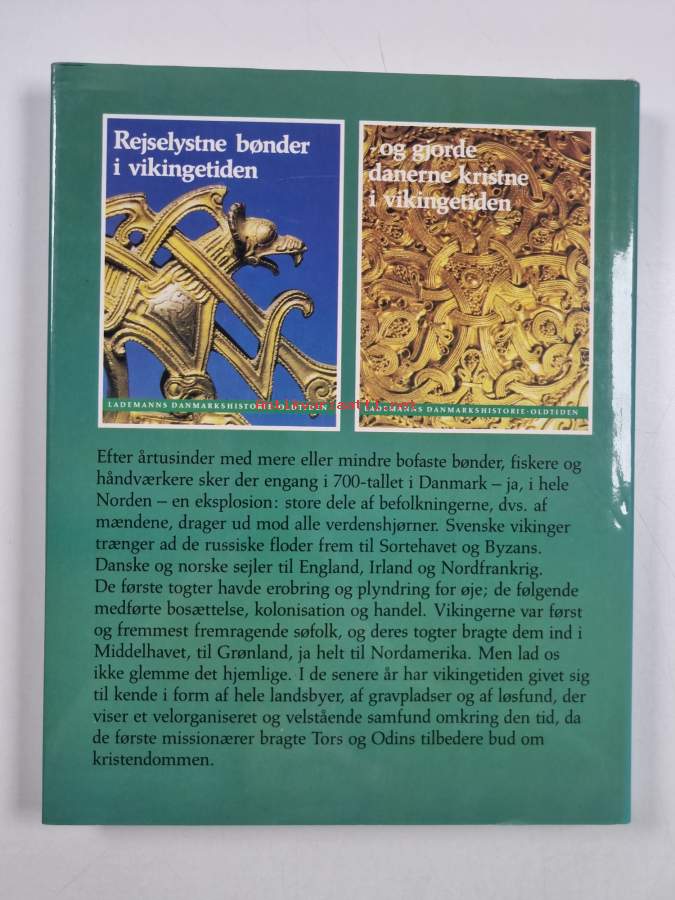 Rejselystne bønder
i vikingetiden
LADEMANNS DANMARKSHISTORIE·OLDTIDEN
-og gjorde
danerne kristne
i vikingetiden
LADEMANNS DANMARKSHISTORIE·OLDTIDEN
Efter årtusinder med mere eller mindre bofaste bønder, fiskere og
håndværkere sker der engang i 700-tallet i Danmark – ja, i hele
Norden – en eksplosion: store dele af befolkningerne, dvs. af
mændene, drager ud mod alle verdenshjørner. Svenske vikinger
trænger ad de russiske floder frem til Sortehavet og Byzans.
Danske og norske sejler til England, Irland og Nordfrankrig.
De første togter havde erobring og plyndring for øje; de følgende
medførte bosættelse, kolonisation og handel. Vikingerne var først
og fremmest fremragende søfolk, og deres togter bragte dem ind i
Middelhavet, til Grønland, ja helt til Nordamerika. Men lad os
ikke glemme det hjemlige. I de senere år har vikingetiden givet sig
til kende i form af hele landsbyer, af gravpladser og af løsfund, der
viser et velorganiseret og velstående samfund omkring den tid, da
de første missionærer bragte Tors og Odins tilbedere bud om
kristendommen.